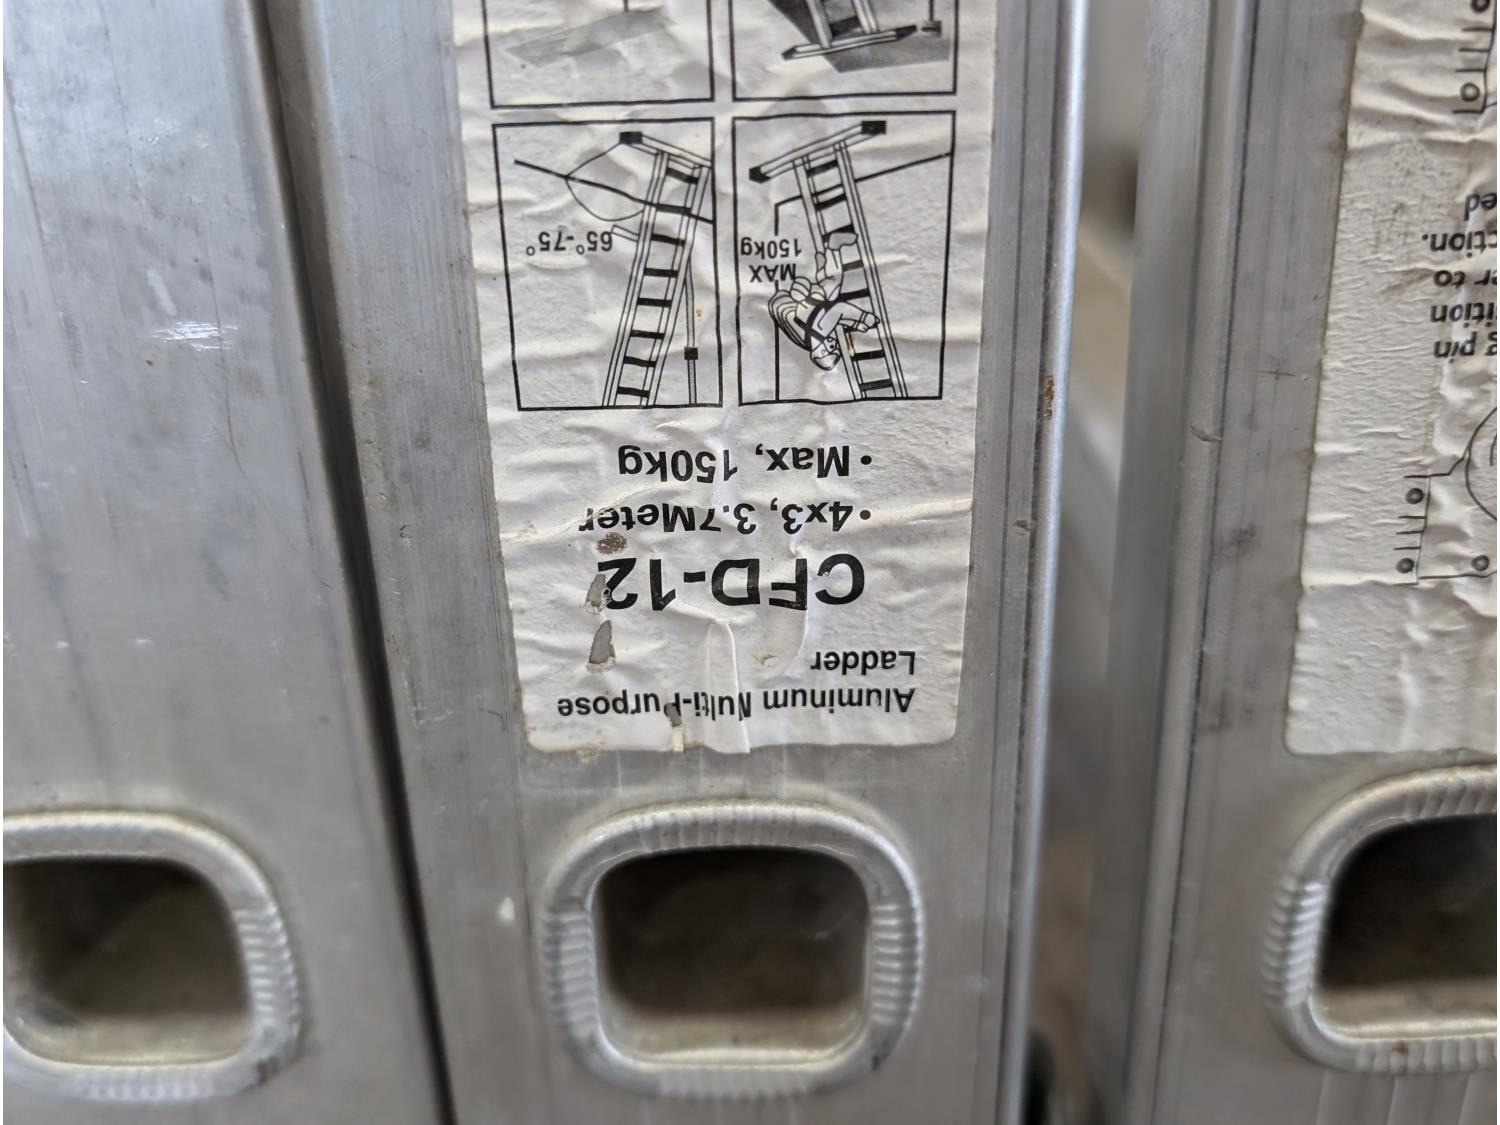 Aluminum Multi-Purpose
Ladder
CFD-12
• 4x3, 3.7Meter
• Max, 150kg
MAX
150kg
65°-75°
pin
ition
er to
ction.
ed